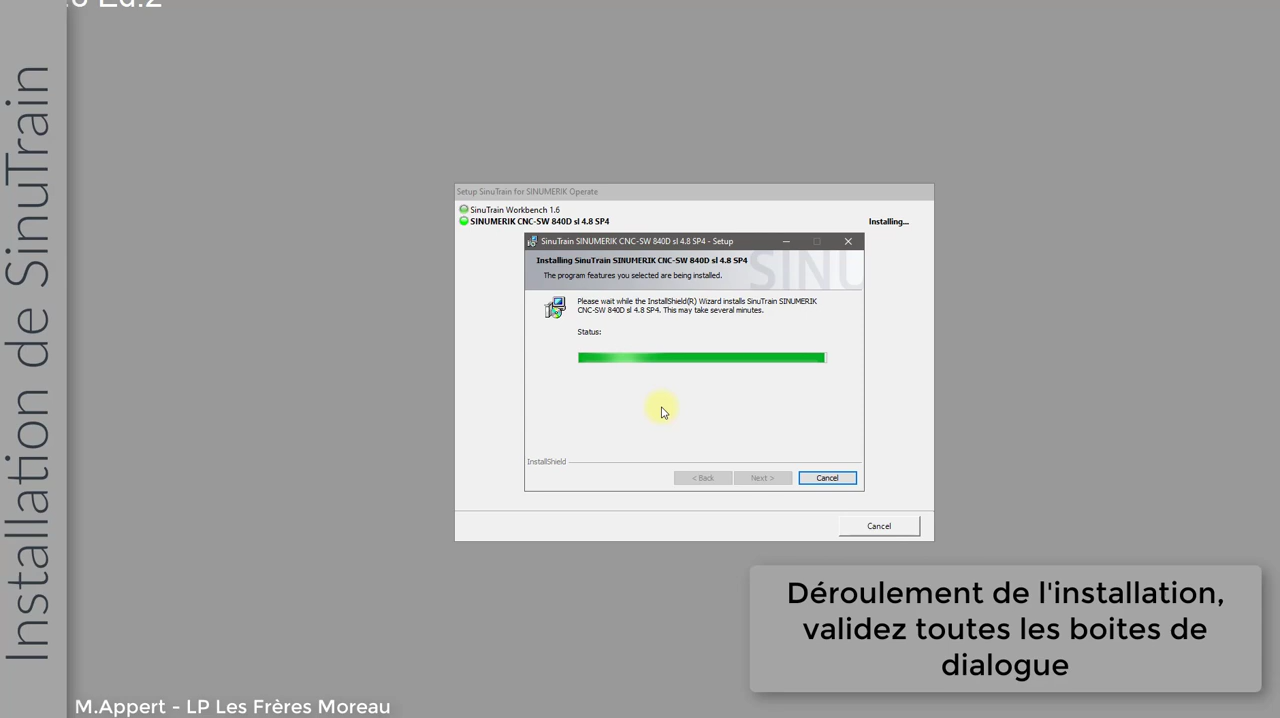 Ed.2
Installation de SinuTrain
Setup SinuTrain for SINUMERIK Operate
SinuTrain Workbench 1.6
SINUMERIK CNC-SW 840D sl 4.8 SP4 Installing...
SinuTrain SINUMERIK CNC-SW 840D sl 4.8 SP4 - Setup
Installing SinuTrain SINUMERIK CNC-SW 840D sl 4.8 SP4
The program features you selected are being installed.
SINU
Please wait while the InstallShield(R) Wizard installs SinuTrain SINUMERIK
CNC-SW 840D sl 4.8 SP4. This may take several minutes.
Status:
InstallShield
< Back Next > Cancel
Cancel
Déroulement de l'installation,
validez toutes les boites de
dialogue
M.Appert - LP Les Frères Moreau